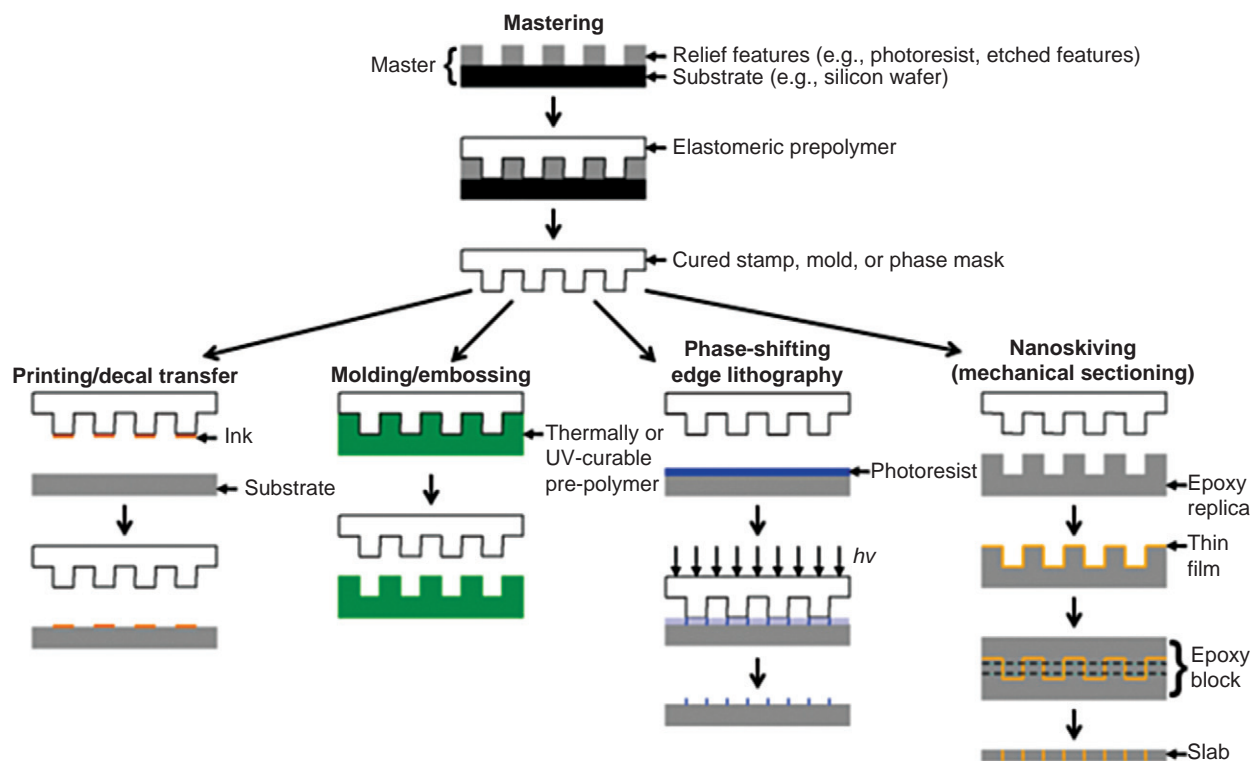 Mastering
Master
Relief features (e.g., photoresist, etched features)
Substrate (e.g., silicon wafer)
Elastomeric prepolymer
Cured stamp, mold, or phase mask
Printing/decal transfer
Ink
Substrate
Molding/embossing
Thermally or
UV-curable
pre-polymer
Phase-shifting
edge lithography
Photoresist
hv
Nanoskiving
(mechanical sectioning)
Epoxy
replica
Thin
film
Epoxy
block
Slab